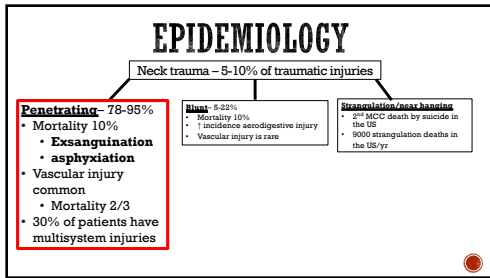 EPIDEMIOLOGY
Neck trauma – 5-10% of traumatic injuries
Penetrating– 78-95%
• Mortality 10%
• Exsanguination
• asphyxiation
• Vascular injury
common
• Mortality 2/3
• 30% of patients have
multisystem injuries
Blunt– 5-22%
• Mortality 10%
• ↑ incidence aerodigestive injury
• Vascular injury is rare
Strangulation/near hanging
• 2nd MCC death by suicide in
the US
• 9000 strangulation deaths in
the US/yr